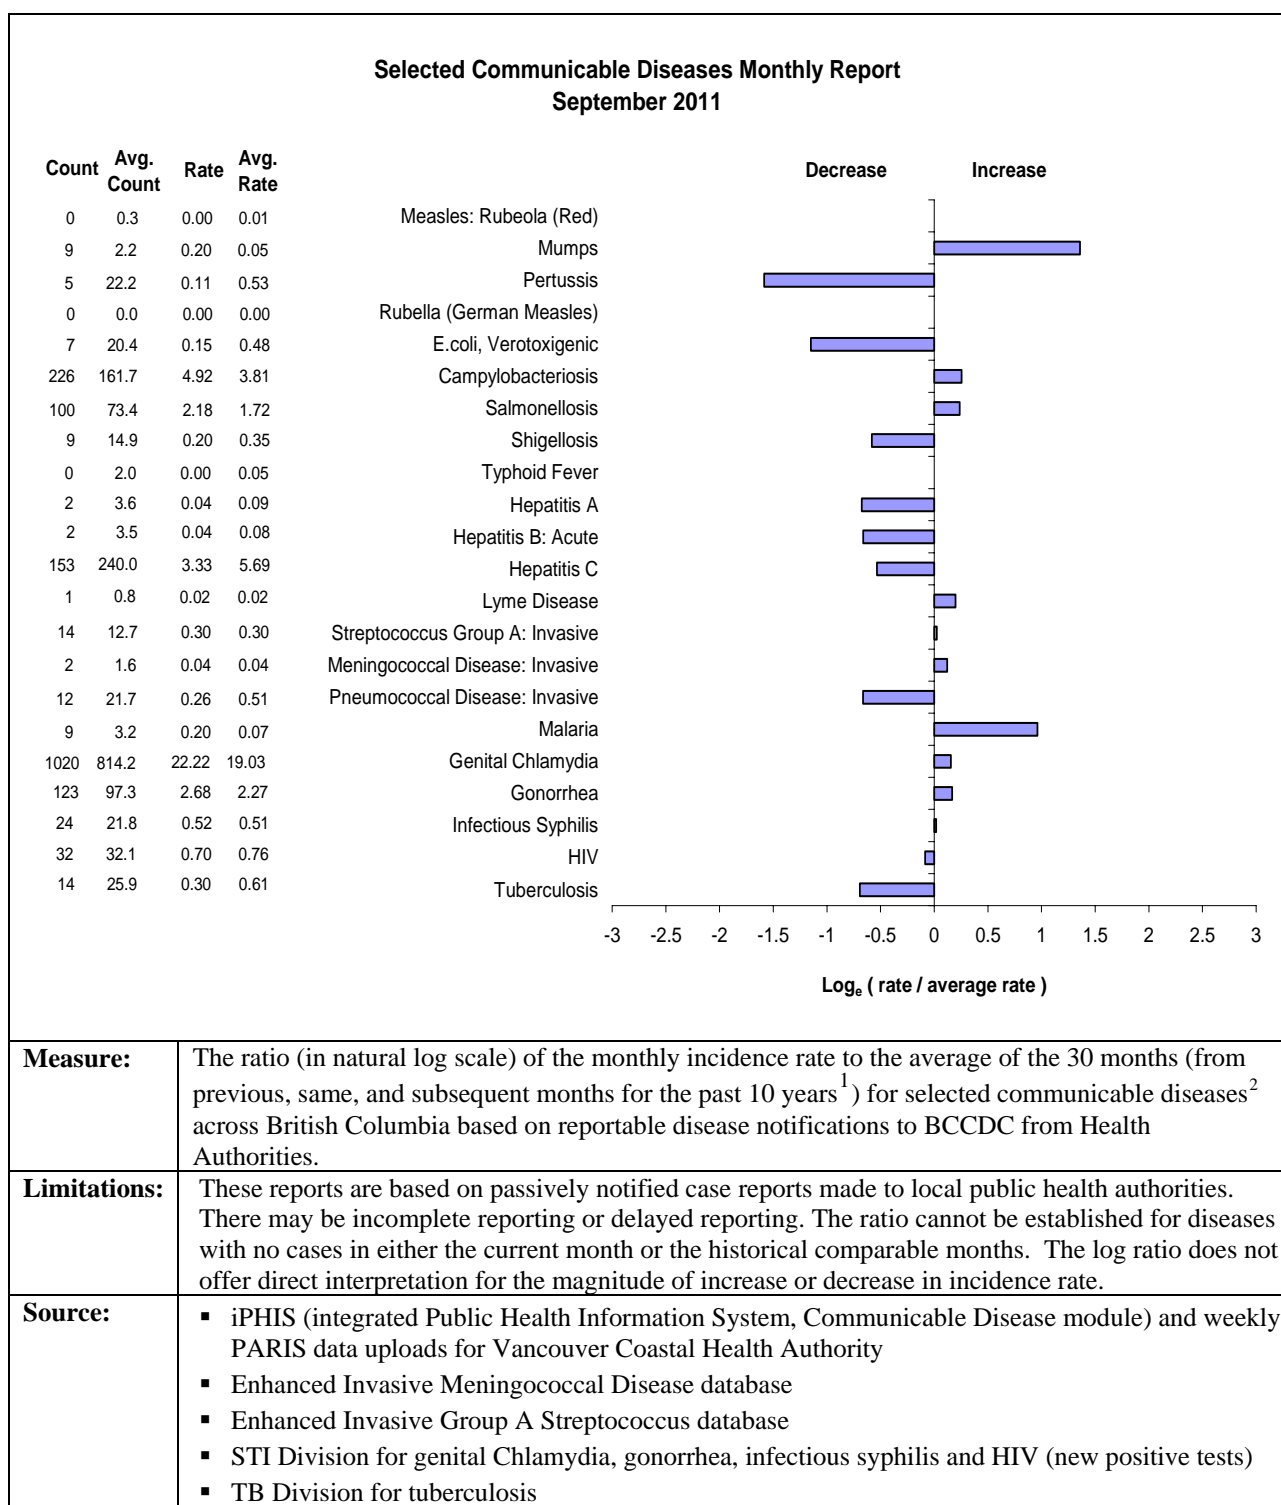 Selected Communicable Diseases Monthly Report
September 2011
Count Avg. Count Rate Avg. Rate Decrease Increase
0 0.3 0.00 0.01 Measles: Rubeola (Red)
9 2.2 0.20 0.05 Mumps
5 22.2 0.11 0.53 Pertussis
0 0.0 0.00 0.00 Rubella (German Measles)
7 20.4 0.15 0.48 E.coli, Verotoxigenic
226 161.7 4.92 3.81 Campylobacteriosis
100 73.4 2.18 1.72 Salmonellosis
9 14.9 0.20 0.35 Shigellosis
0 2.0 0.00 0.05 Typhoid Fever
2 3.6 0.04 0.09 Hepatitis A
2 3.5 0.04 0.08 Hepatitis B: Acute
153 240.0 3.33 5.69 Hepatitis C
1 0.8 0.02 0.02 Lyme Disease
14 12.7 0.30 0.30 Streptococcus Group A: Invasive
2 1.6 0.04 0.04 Meningococcal Disease: Invasive
12 21.7 0.26 0.51 Pneumococcal Disease: Invasive
9 3.2 0.20 0.07 Malaria
1020 814.2 22.22 19.03 Genital Chlamydia
123 97.3 2.68 2.27 Gonorrhea
24 21.8 0.52 0.51 Infectious Syphilis
32 32.1 0.70 0.76 HIV
14 25.9 0.30 0.61 Tuberculosis
-3 -2.5 -2 -1.5 -1 -0.5 0 0.5 1 1.5 2 2.5 3
Logₑ ( rate / average rate )
Measure: The ratio (in natural log scale) of the monthly incidence rate to the average of the 30 months (from
previous, same, and subsequent months for the past 10 years¹) for selected communicable diseases²
across British Columbia based on reportable disease notifications to BCCDC from Health
Authorities.
Limitations: These reports are based on passively notified case reports made to local public health authorities.
There may be incomplete reporting or delayed reporting. The ratio cannot be established for diseases
with no cases in either the current month or the historical comparable months. The log ratio does not
offer direct interpretation for the magnitude of increase or decrease in incidence rate.
Source: ▪ iPHIS (integrated Public Health Information System, Communicable Disease module) and weekly
PARIS data uploads for Vancouver Coastal Health Authority
▪ Enhanced Invasive Meningococcal Disease database
▪ Enhanced Invasive Group A Streptococcus database
▪ STI Division for genital Chlamydia, gonorrhea, infectious syphilis and HIV (new positive tests)
▪ TB Division for tuberculosis